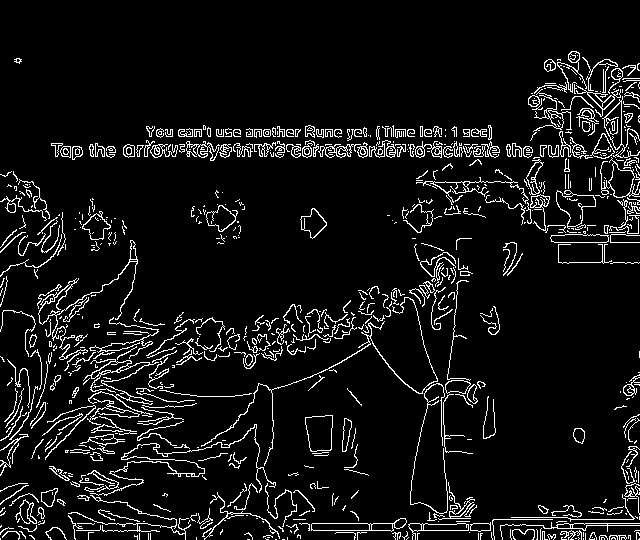 You can't use another Rune yet. (Time left: 1 sec)
Tap the arrow keys in the correct order to activate the rune.
Lv.